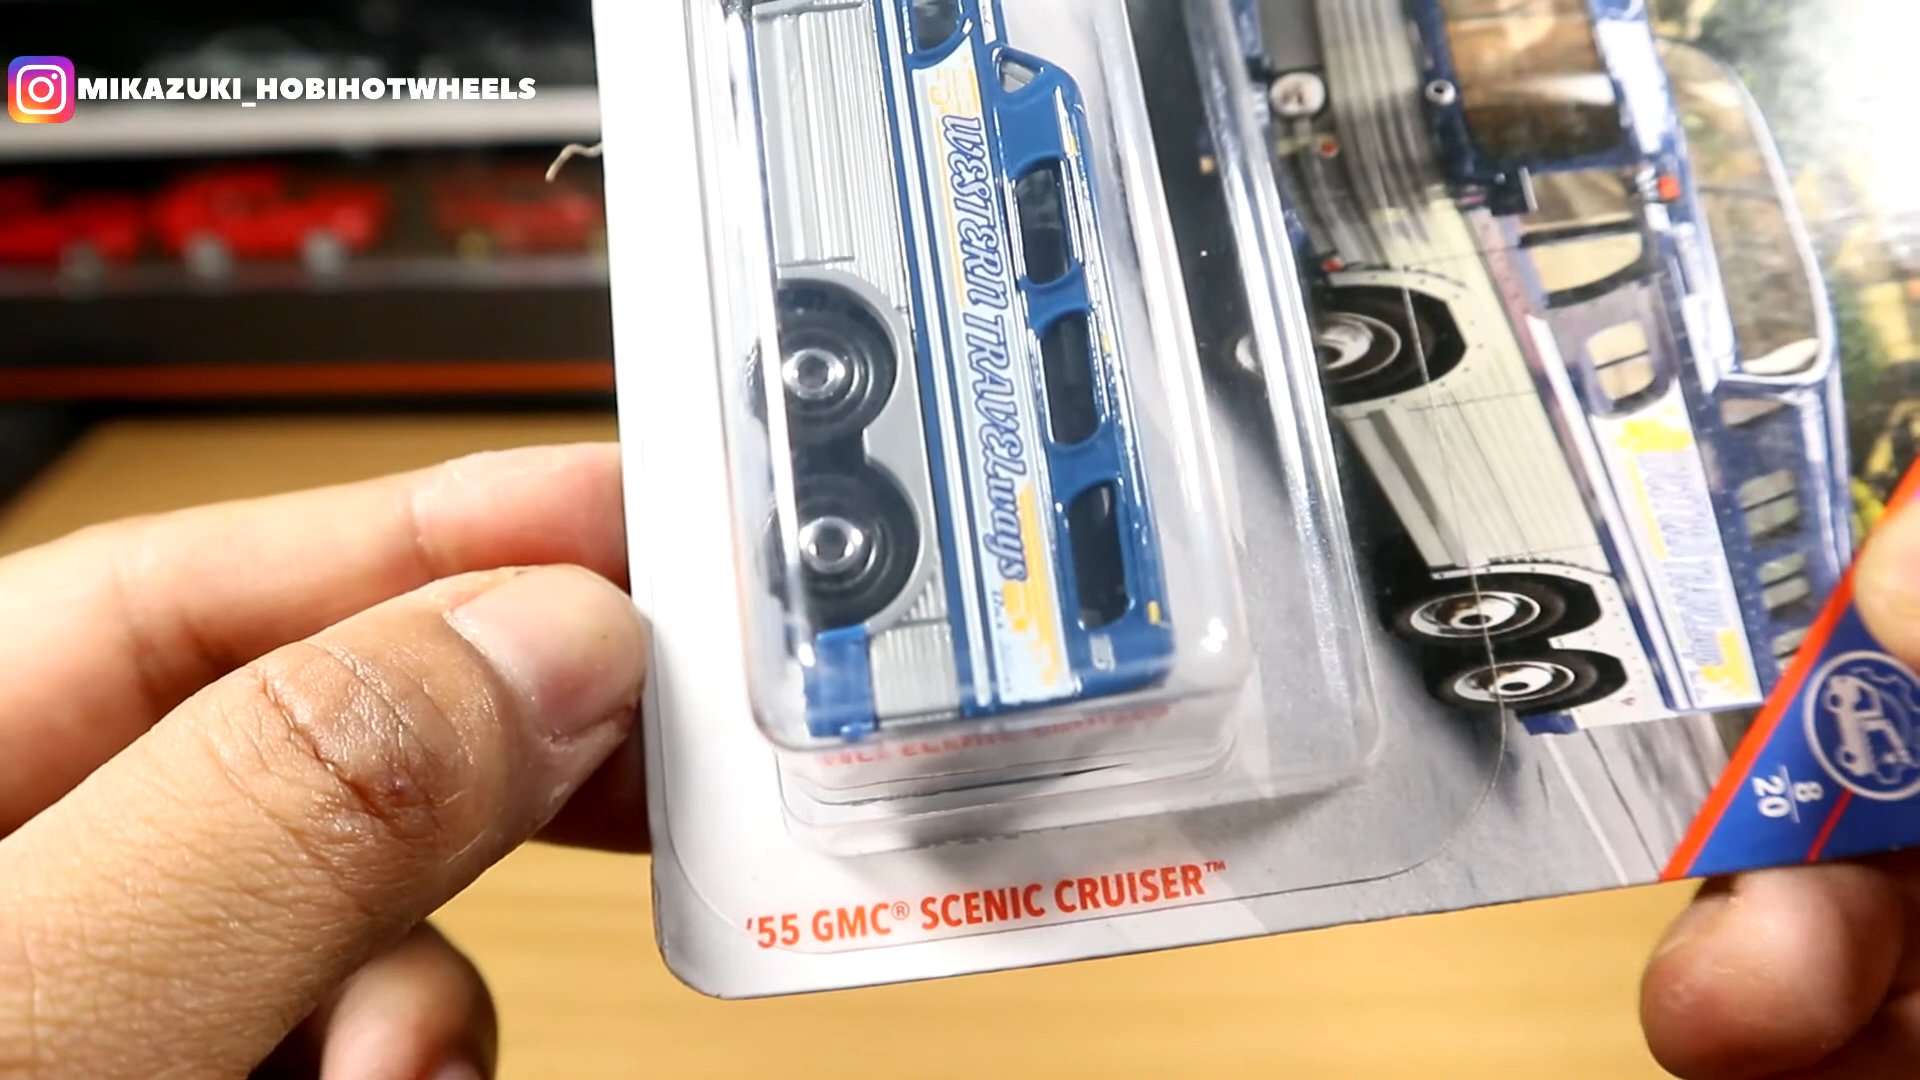 MIKAZUKI_HOBIHOTWHEELS
WESTERN TRAVELways
'55 GMC® SCENIC CRUISER™
8
20